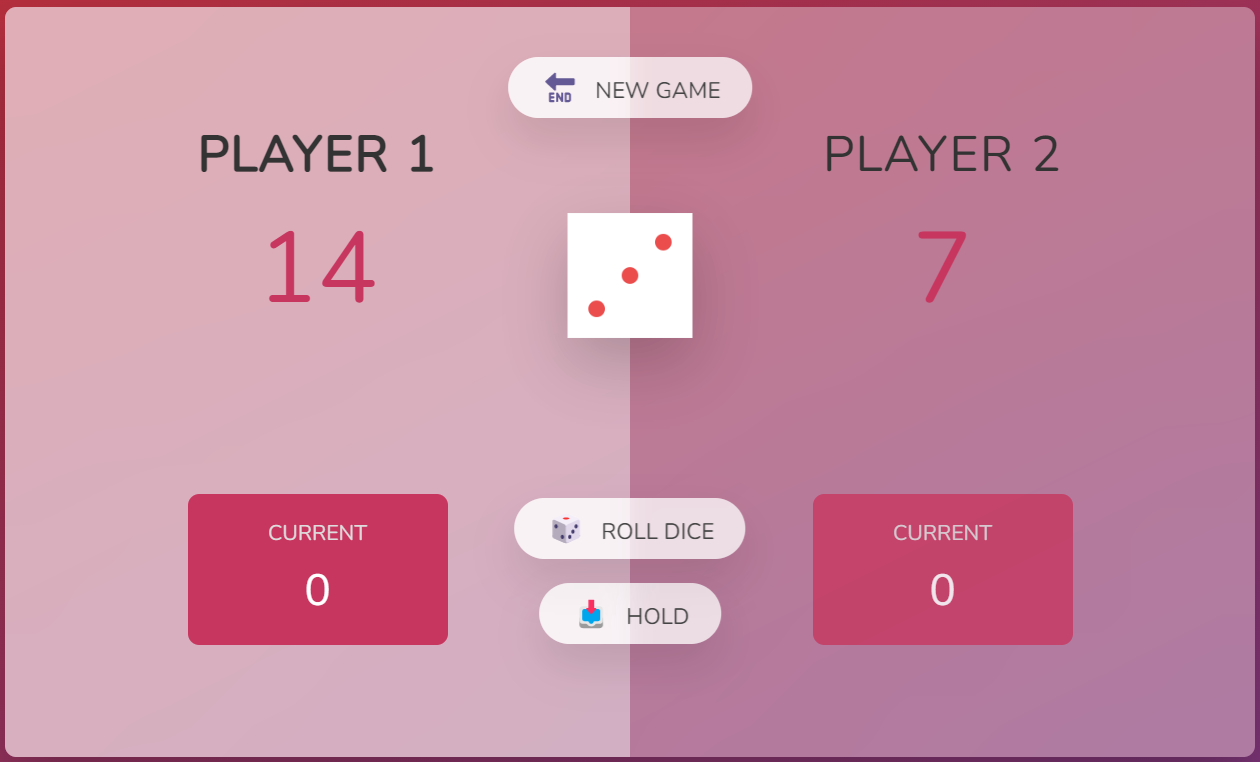 END NEW GAME
PLAYER 1
PLAYER 2
14
7
CURRENT
0
ROLL DICE
HOLD
CURRENT
0